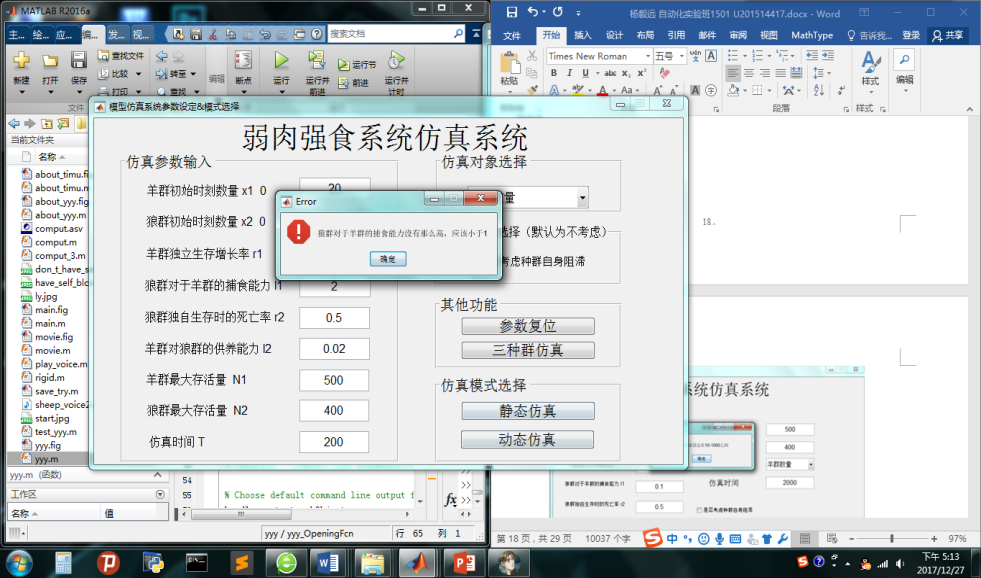 MATLAB R2016a
主... 绘... 应... 编... 发... 视...
搜索文档
新建 打开 保存
查找文件
比较
打印
转至
查找
编辑
断点
运行
运行并
前进
运行节
前进
运行并
计时
文件
当前文件夹
名称
about_timu.fi
about_timu.m
about_yyy.fig
about_yyy.m
comput.asv
comput.m
comput_3.m
don_t_have_s
have_self_blo
ly.jpg
main.fig
main.m
movie.fig
movie.m
play_voice.m
rigid.m
save_try.m
sheep_voice2
start.jpg
test_yyy.m
yyy.fig
yyy.m
yyy.m (函数)
工作区
名称 值
54
55
% Choose default command line output f
fx >>
yyy / yyy_OpeningFcn
行 65 列 1
模型仿真系统参数设定&模式选择
弱肉强食系统仿真系统
仿真参数输入
羊群初始时刻数量 x1_0 20
狼群初始时刻数量 x2_0
羊群独立生存增长率 r1
狼群对于羊群的捕食能力 l1 2
狼群独自生存时的死亡率 r2 0.5
羊群对狼群的供养能力 l2 0.02
羊群最大存活量 N1 500
狼群最大存活量 N2 400
仿真时间 T 200
仿真对象选择
量
选择（默认为不考虑）
考虑种群自身阻滞
其他功能
参数复位
三种群仿真
仿真模式选择
静态仿真
动态仿真
Error
狼群对于羊群的捕食能力没有那么高，应该小于1
确定
杨毅远 自动化实验班1501 U201514417.docx - Word
文件 开始 插入 设计 布局 引用 邮件 审阅 视图 MathType 告诉我... 登录 共享
粘贴
Times New Roman 五号
B I U abc x₂ x²
段落
样式
样式
编辑
18.
系统仿真系统
500
400
羊群数量
仿真时间 2000
狼群对于羊群的捕食能力 l1 0.1
狼群独自生存时的死亡率 r2 0.5
是否考虑种群自身阻滞
第 18 页，共 29 页 10037 个字
中
97%
下午 5:13
2017/12/27